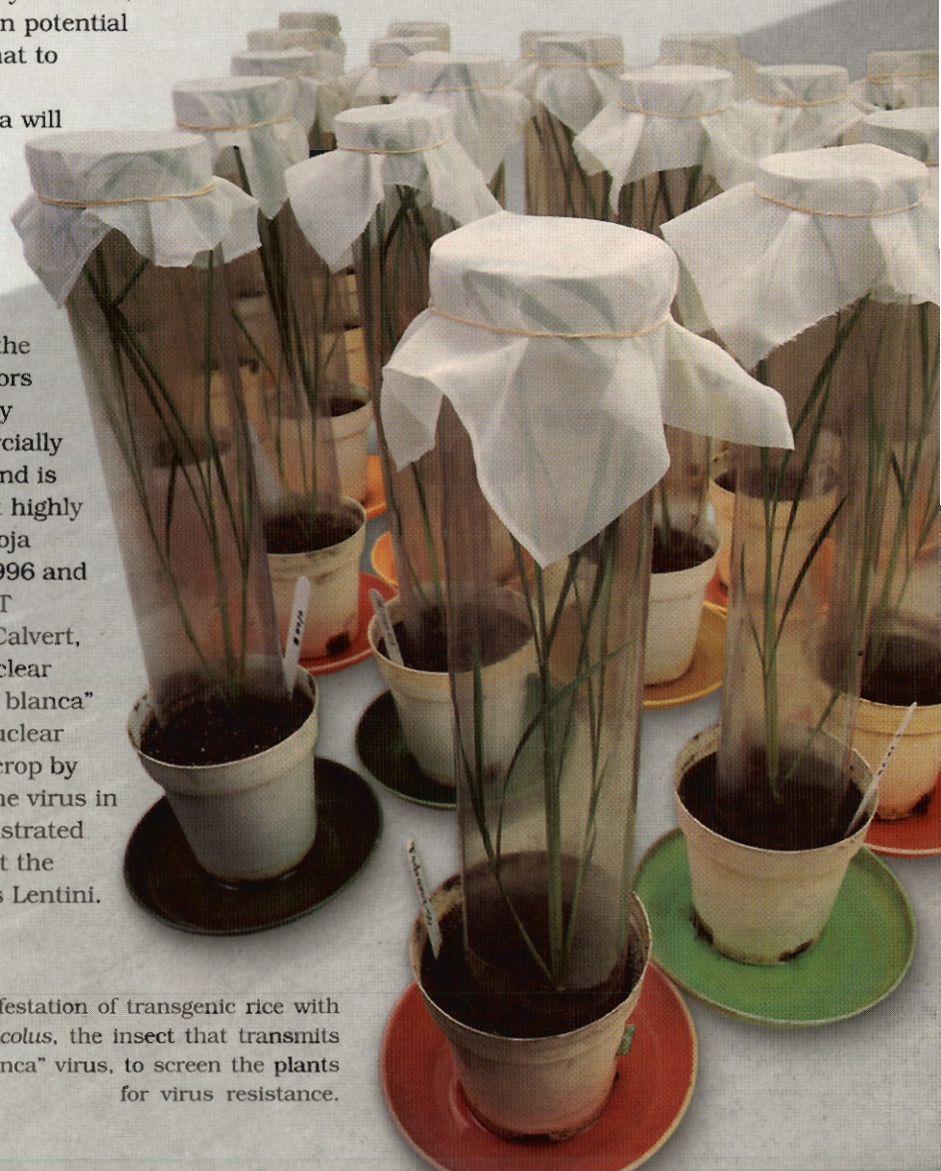 n potential
nat to
a will
the
ors
y
rcially
nd is
t highly
oja
996 and
T
Calvert,
clear
blanca”
uclear
crop by
ne virus in
strated
t the
s Lentini.
festation of transgenic rice with
colus, the insect that transmits
nca” virus, to screen the plants
for virus resistance.